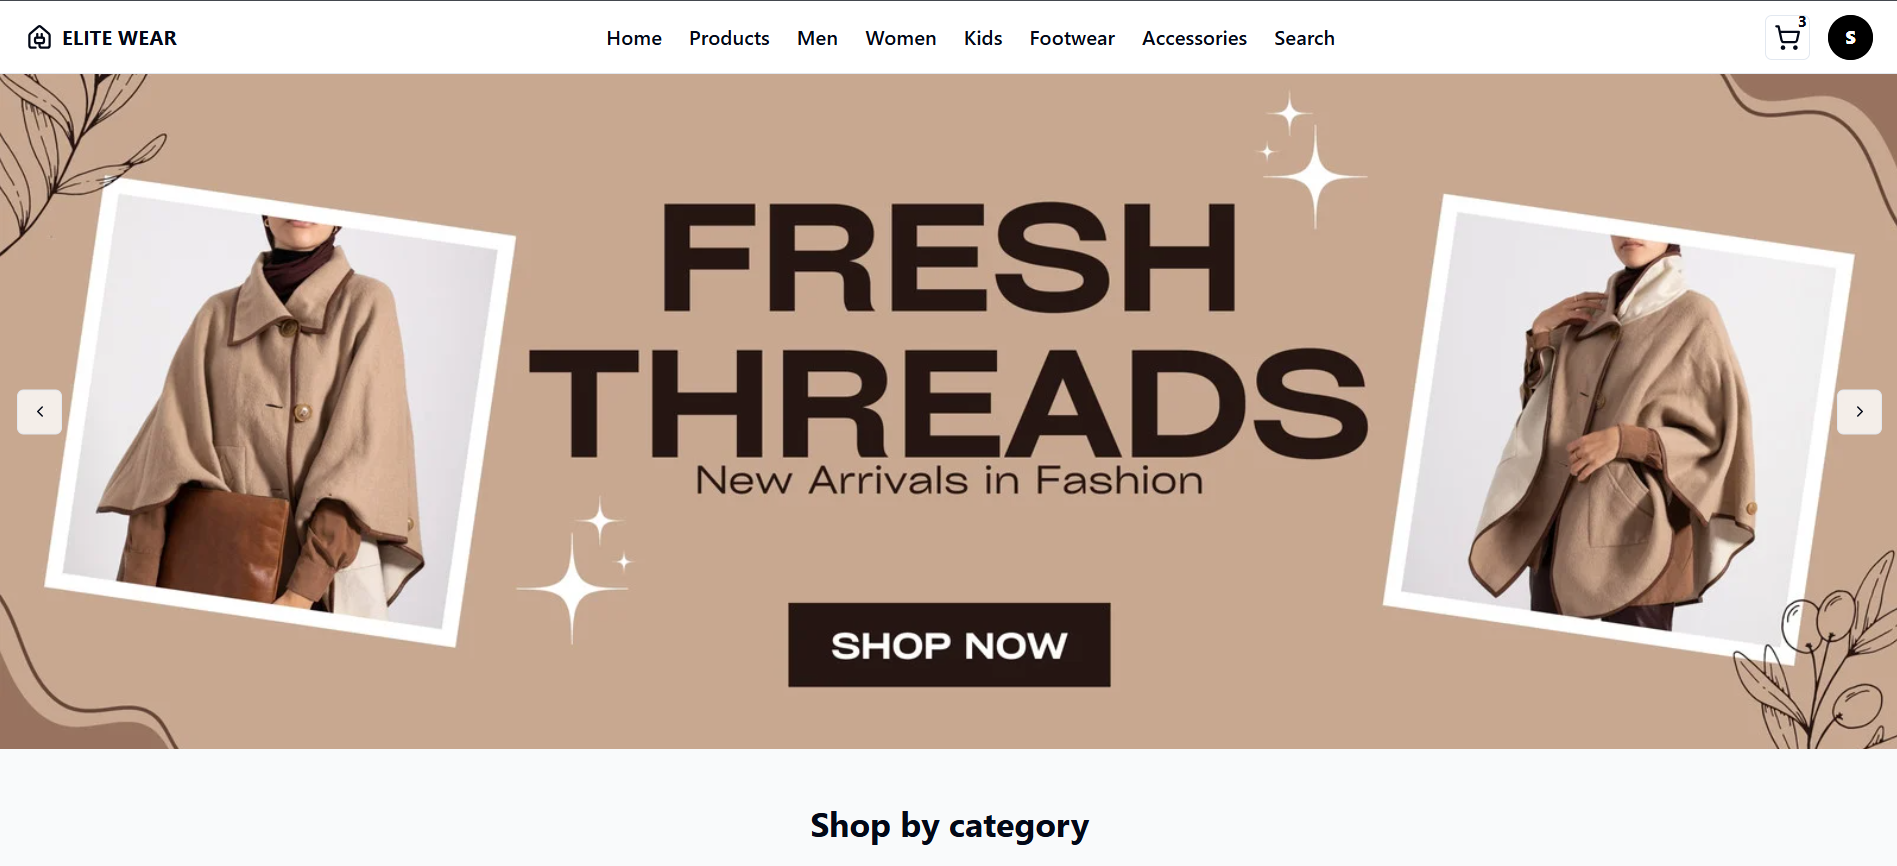 ELITE WEAR
Home Products Men Women Kids Footwear Accessories Search
3
S
FRESH
THREADS
New Arrivals in Fashion
SHOP NOW
Shop by category